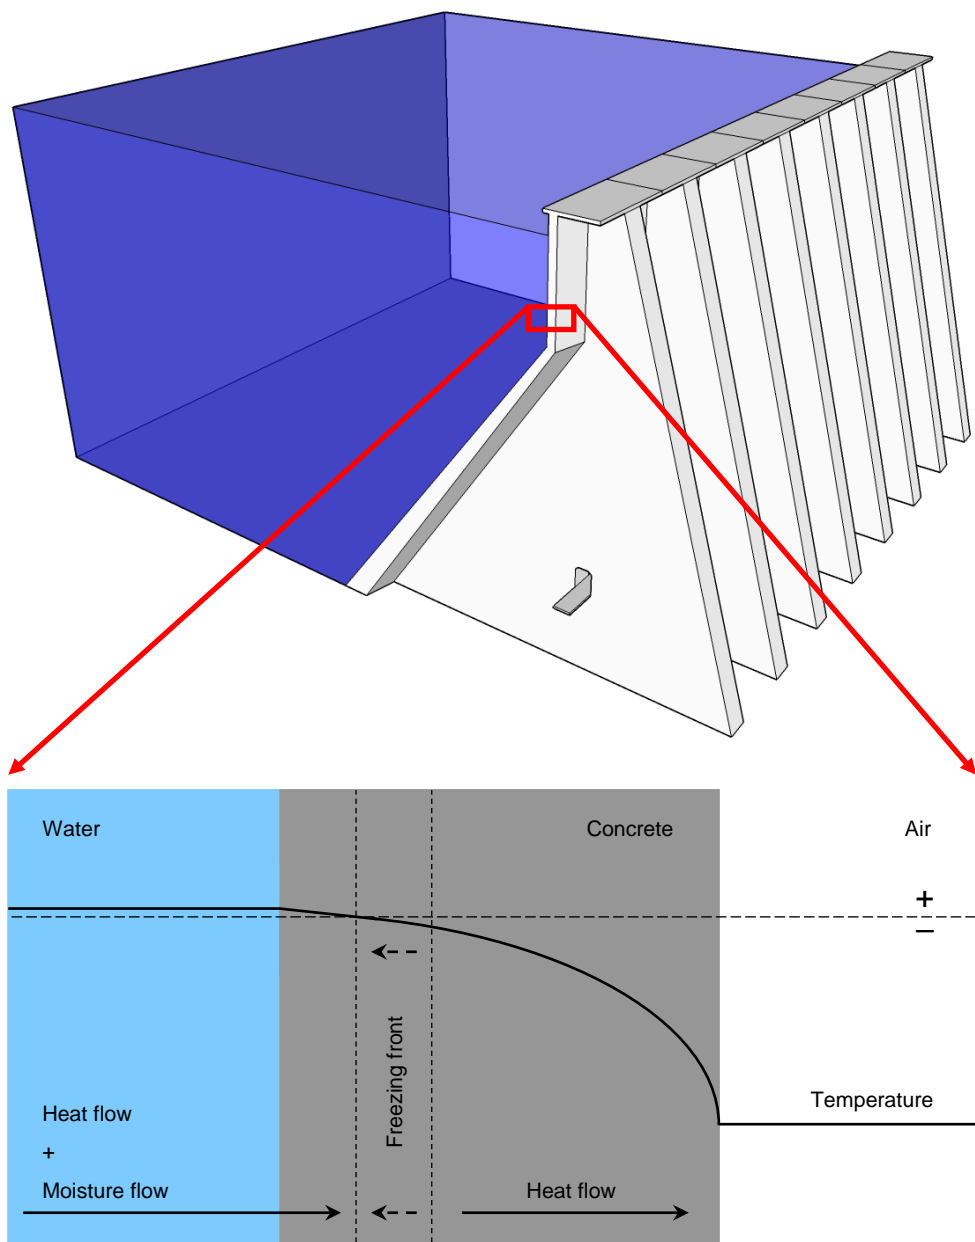 Water
Concrete
Air
+
−
Freezing front
Temperature
Heat flow
+
Moisture flow
Heat flow